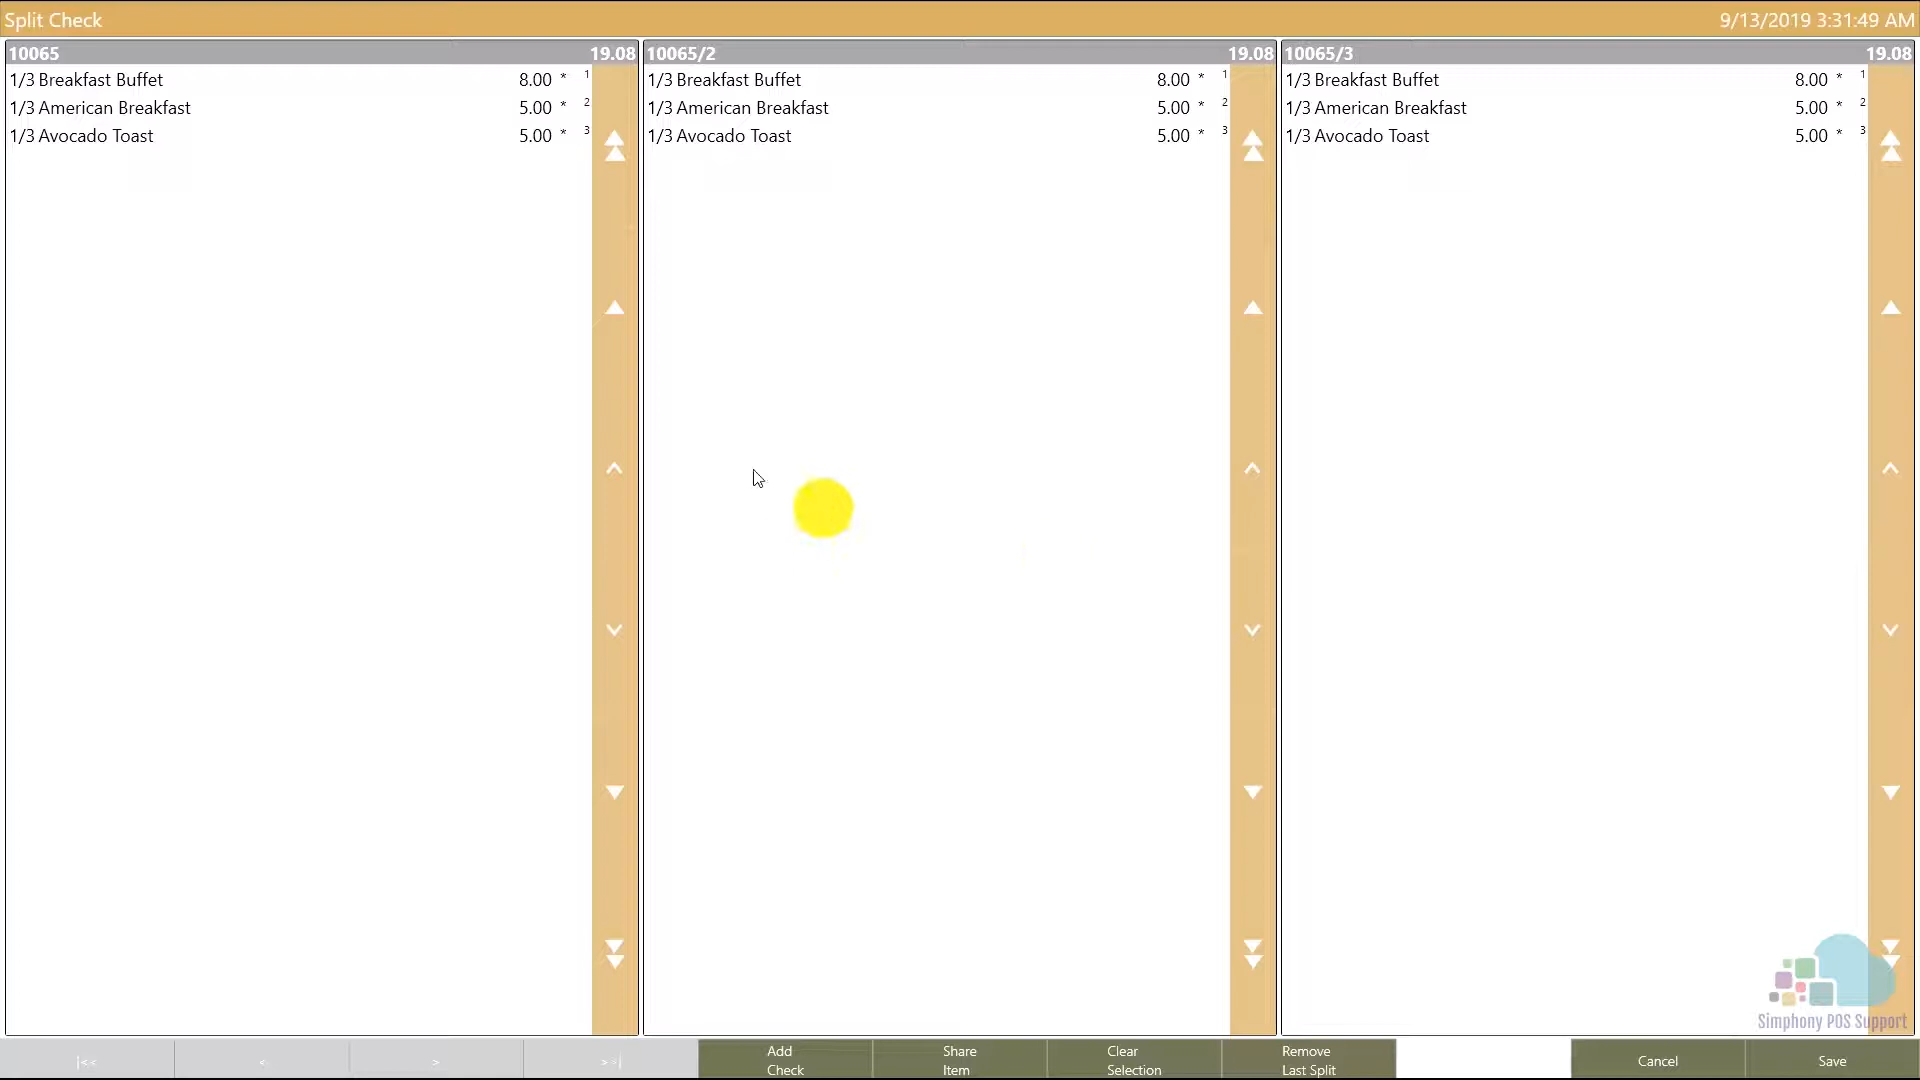 Split Check 9/13/2019 3:31:49 AM
10065 19.08
1/3 Breakfast Buffet 8.00 * 1
1/3 American Breakfast 5.00 * 2
1/3 Avocado Toast 5.00 * 3
10065/2 19.08
1/3 Breakfast Buffet 8.00 * 1
1/3 American Breakfast 5.00 * 2
1/3 Avocado Toast 5.00 * 3
10065/3 19.08
1/3 Breakfast Buffet 8.00 * 1
1/3 American Breakfast 5.00 * 2
1/3 Avocado Toast 5.00 * 3
Simphony POS Support
|<<
<
>
>>|
Add
Check
Share
Item
Clear
Selection
Remove
Last Split
Cancel
Save